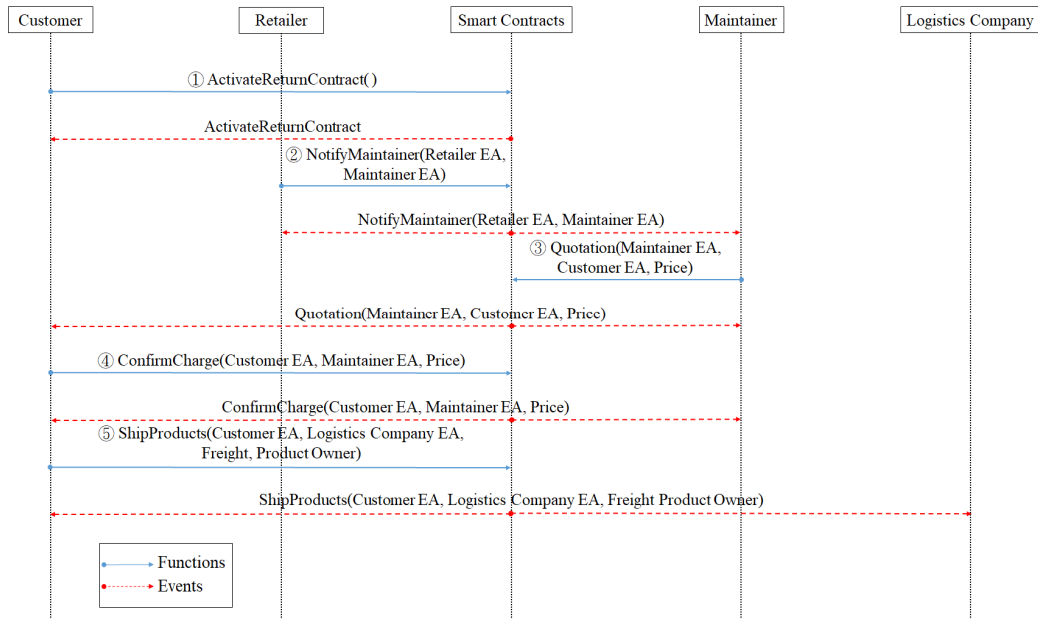 Customer
Retailer
Smart Contracts
Maintainer
Logistics Company
① ActivateReturnContract( )
ActivateReturnContract
② NotifyMaintainer(Retailer EA,
Maintainer EA)
NotifyMaintainer(Retailer EA, Maintainer EA)
③ Quotation(Maintainer EA,
Customer EA, Price)
Quotation(Maintainer EA, Customer EA, Price)
④ ConfirmCharge(Customer EA, Maintainer EA, Price)
ConfirmCharge(Customer EA, Maintainer EA, Price)
⑤ ShipProducts(Customer EA, Logistics Company EA,
Freight, Product Owner)
ShipProducts(Customer EA, Logistics Company EA, Freight Product Owner)
Functions
Events